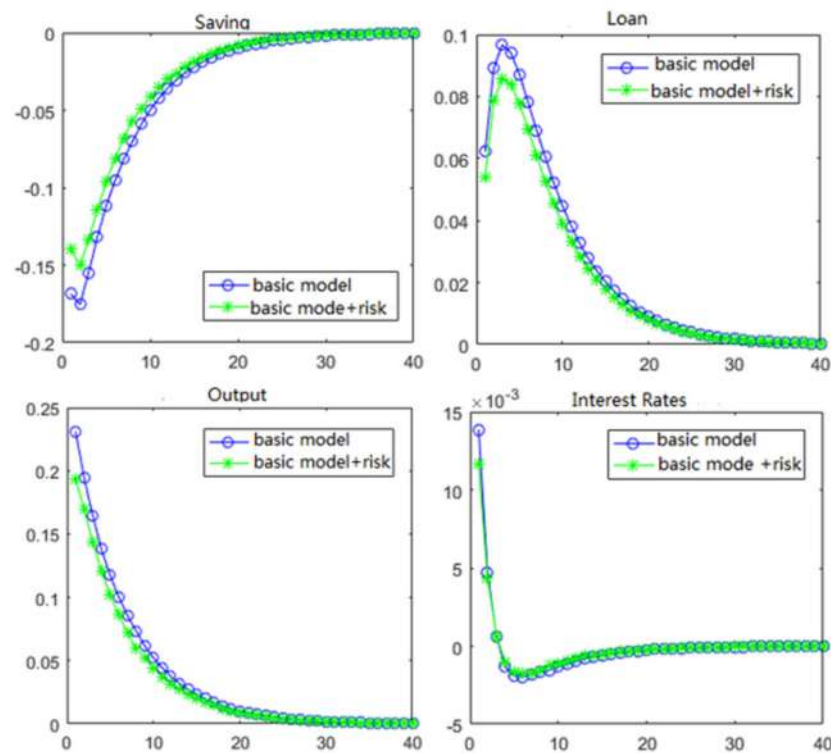 Saving
0
-0.05
-0.1
-0.15
-0.2
basic model
basic mode+risk
0 10 20 30 40
Loan
0.1
0.08
0.06
0.04
0.02
0
basic model
basic model+risk
0 10 20 30 40
Output
0.25
0.2
0.15
0.1
0.05
0
basic model
basic model+risk
0 10 20 30 40
Interest Rates
×10⁻³
15
10
5
0
-5
basic model
basic mode +risk
0 10 20 30 40